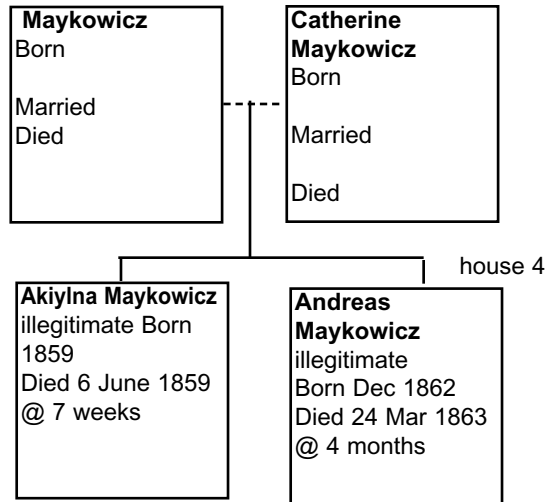 Maykowicz
Born
Married
Died
Catherine
Maykowicz
Born
Married
Died
house 4
Akiylna Maykowicz
illegitimate Born
1859
Died 6 June 1859
@ 7 weeks
Andreas
Maykowicz
illegitimate
Born Dec 1862
Died 24 Mar 1863
@ 4 months